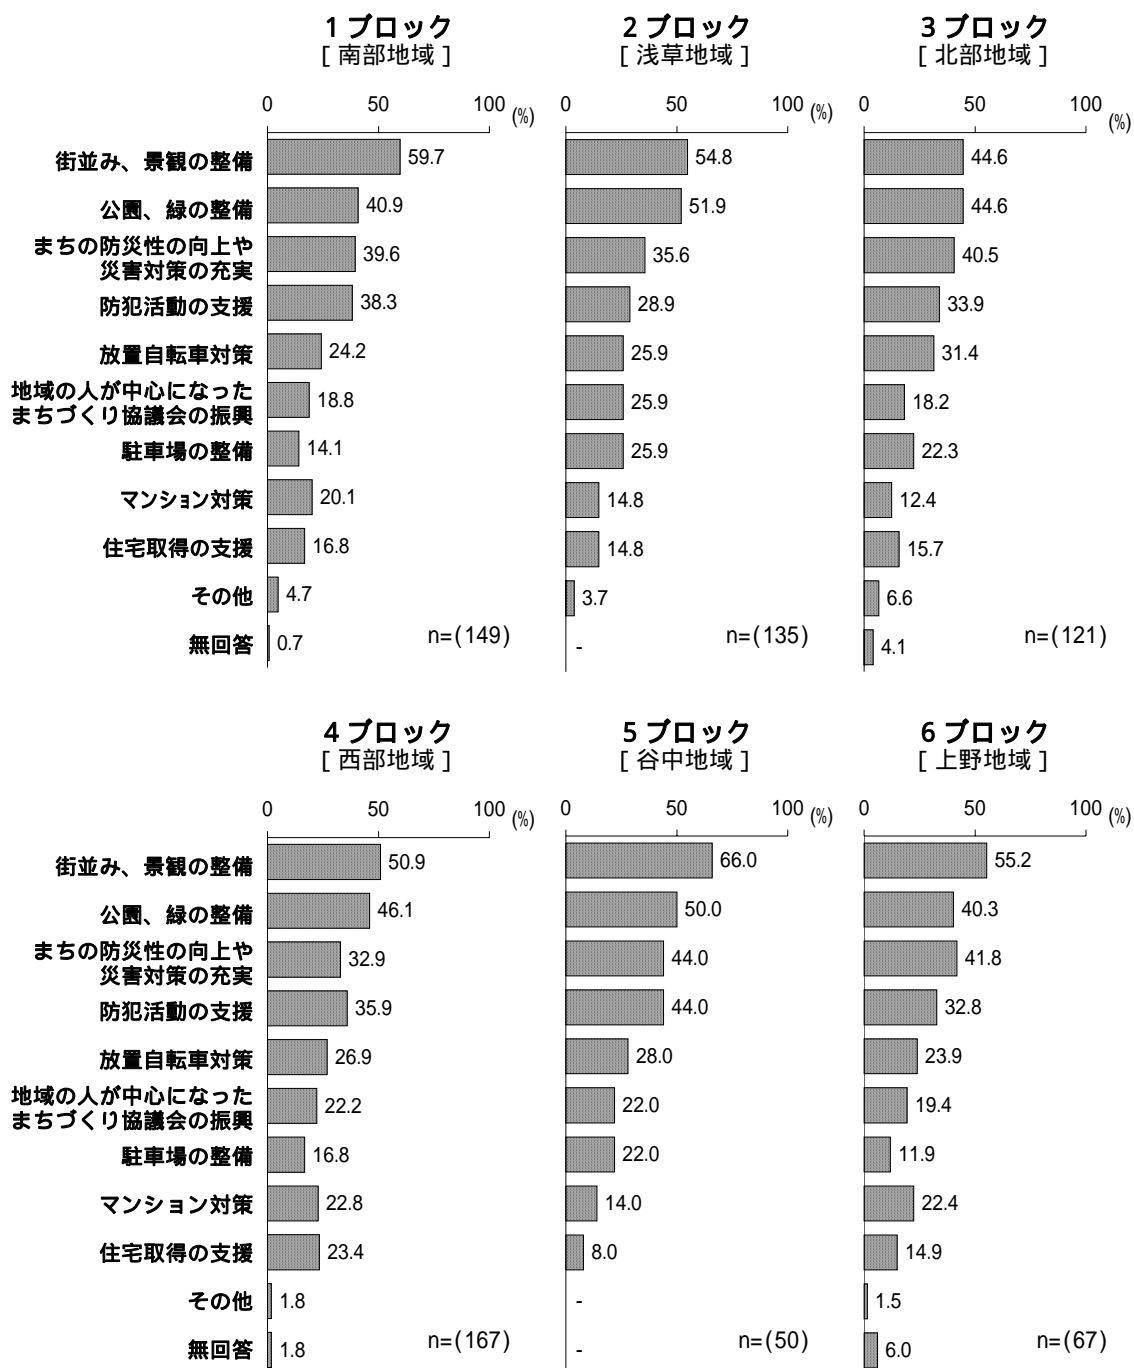 1 ブロック
[ 南部地域 ]
2 ブロック
[ 浅草地域 ]
3 ブロック
[ 北部地域 ]
0 50 100 (%)
0 50 100 (%)
0 50 100 (%)
街並み、景観の整備 59.7 54.8 44.6
公園、緑の整備 40.9 51.9 44.6
まちの防災性の向上や
災害対策の充実 39.6 35.6 40.5
防犯活動の支援 38.3 28.9 33.9
放置自転車対策 24.2 25.9 31.4
地域の人が中心になった
まちづくり協議会の振興 18.8 25.9 18.2
駐車場の整備 14.1 25.9 22.3
マンション対策 20.1 14.8 12.4
住宅取得の支援 16.8 14.8 15.7
その他 4.7 3.7 6.6
無回答 0.7 - 4.1
n=(149) n=(135) n=(121)
4 ブロック
[ 西部地域 ]
5 ブロック
[ 谷中地域 ]
6 ブロック
[ 上野地域 ]
0 50 100 (%)
0 50 100 (%)
0 50 100 (%)
街並み、景観の整備 50.9 66.0 55.2
公園、緑の整備 46.1 50.0 40.3
まちの防災性の向上や
災害対策の充実 32.9 44.0 41.8
防犯活動の支援 35.9 44.0 32.8
放置自転車対策 26.9 28.0 23.9
地域の人が中心になった
まちづくり協議会の振興 22.2 22.0 19.4
駐車場の整備 16.8 22.0 11.9
マンション対策 22.8 14.0 22.4
住宅取得の支援 23.4 8.0 14.9
その他 1.8 - 1.5
無回答 1.8 - 6.0
n=(167) n=(50) n=(67)